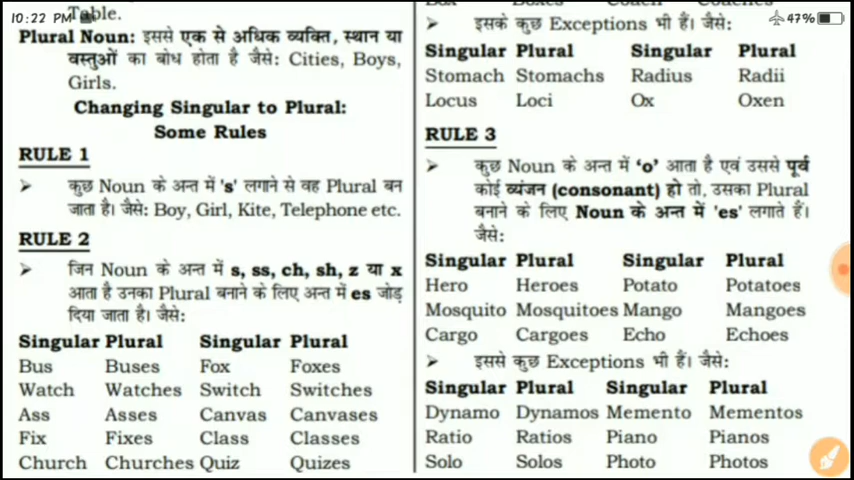 10:22 PM
47%
Table.
Plural Noun: इससे एक से अधिक व्यक्ति, स्थान या
वस्तुओं का बोध होता है जैसे: Cities, Boys,
Girls.
Changing Singular to Plural:
Some Rules
RULE 1
➢ कुछ Noun के अन्त में 's' लगाने से वह Plural बन
जाता है। जैसे: Boy, Girl, Kite, Telephone etc.
RULE 2
➢ जिन Noun के अन्त में s, ss, ch, sh, z या x
आता है उनका Plural बनाने के लिए अन्त में es जोड़
दिया जाता है। जैसे:
Singular Plural Singular Plural
Bus Buses Fox Foxes
Watch Watches Switch Switches
Ass Asses Canvas Canvases
Fix Fixes Class Classes
Church Churches Quiz Quizes
Box Boxes Coach Coaches
➢ इसके कुछ Exceptions भी हैं। जैसे:
Singular Plural Singular Plural
Stomach Stomachs Radius Radii
Locus Loci Ox Oxen
RULE 3
➢ कुछ Noun के अन्त में 'o' आता है एवं उससे पूर्व
कोई व्यंजन (consonant) हो तो, उसका Plural
बनाने के लिए Noun के अन्त में 'es' लगाते हैं।
जैसे:
Singular Plural Singular Plural
Hero Heroes Potato Potatoes
Mosquito Mosquitoes Mango Mangoes
Cargo Cargoes Echo Echoes
➢ इससे कुछ Exceptions भी हैं। जैसे:
Singular Plural Singular Plural
Dynamo Dynamos Memento Mementos
Ratio Ratios Piano Pianos
Solo Solos Photo Photos